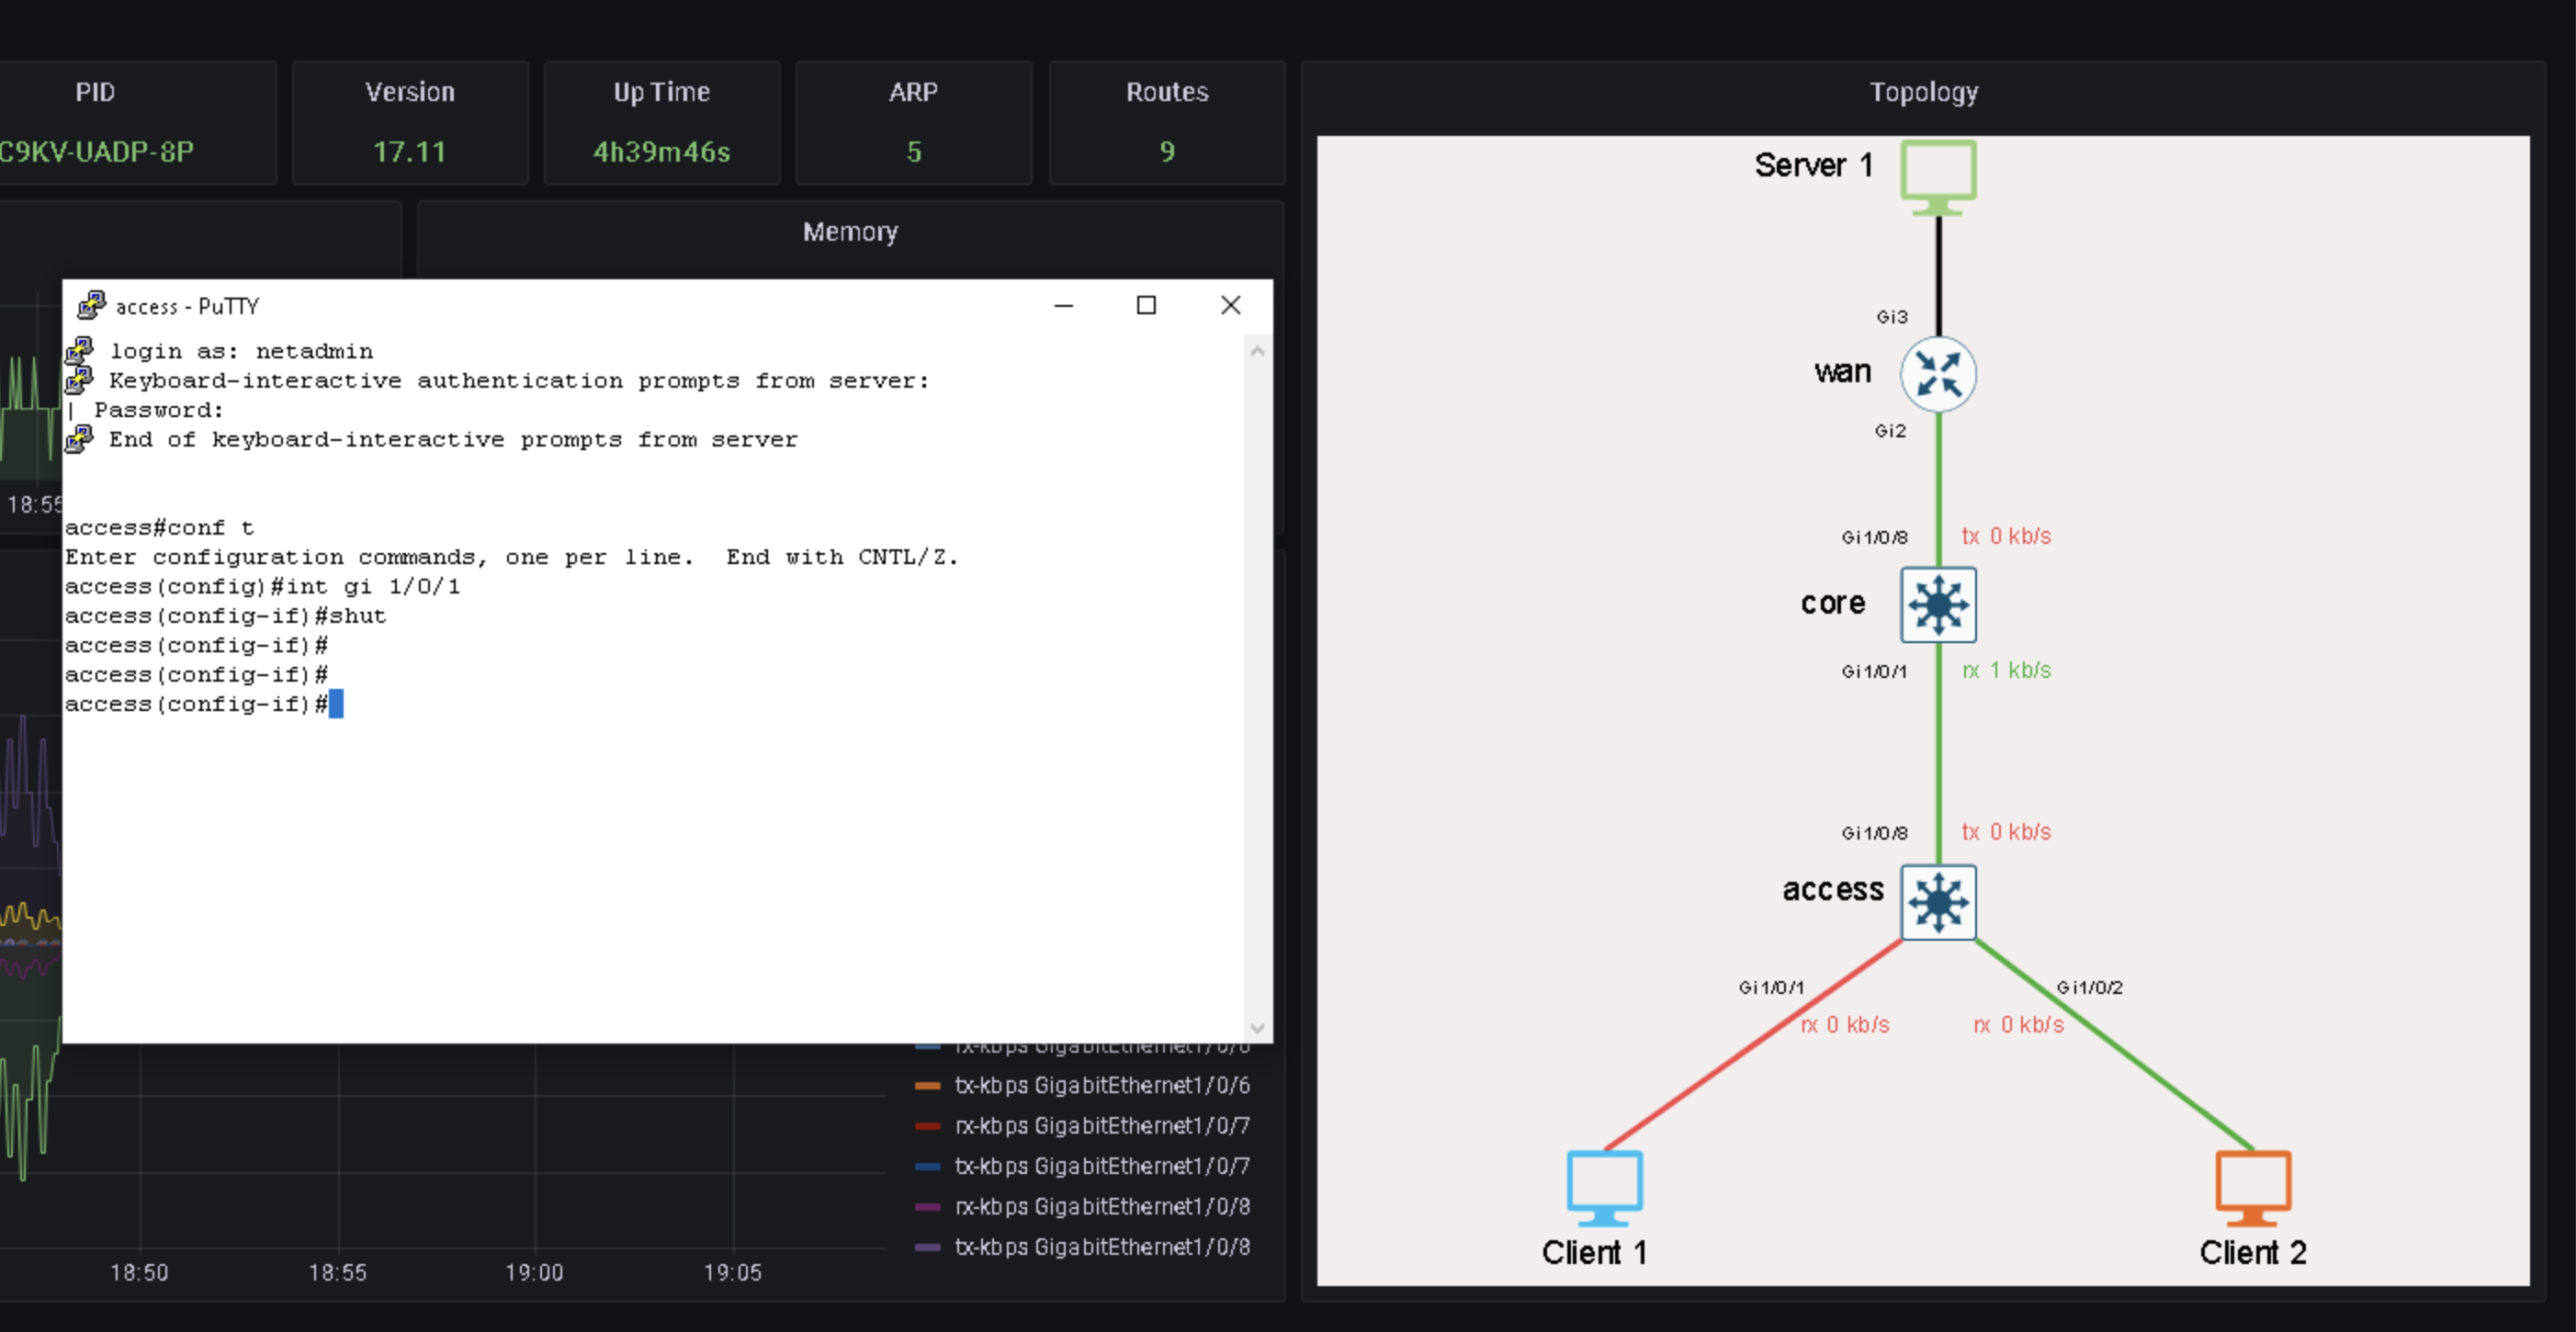 PID
C9KV-UADP-8P
Version
17.11
Up Time
4h39m46s
ARP
5
Routes
9
Memory
18:55
access - PuTTY
login as: netadmin
Keyboard-interactive authentication prompts from server:
| Password:
End of keyboard-interactive prompts from server
access#conf t
Enter configuration commands, one per line.  End with CNTL/Z.
access(config)#int gi 1/0/1
access(config-if)#shut
access(config-if)#
access(config-if)#
access(config-if)#
tx-kbps GigabitEthernet1/0/6
rx-kbps GigabitEthernet1/0/7
tx-kbps GigabitEthernet1/0/7
rx-kbps GigabitEthernet1/0/8
tx-kbps GigabitEthernet1/0/8
18:50
18:55
19:00
19:05
Topology
Server 1
Gi3
wan
Gi2
Gi1/0/8
tx 0 kb/s
core
Gi1/0/1
rx 1 kb/s
Gi1/0/8
tx 0 kb/s
access
Gi1/0/1
rx 0 kb/s
Gi1/0/2
rx 0 kb/s
Client 1
Client 2